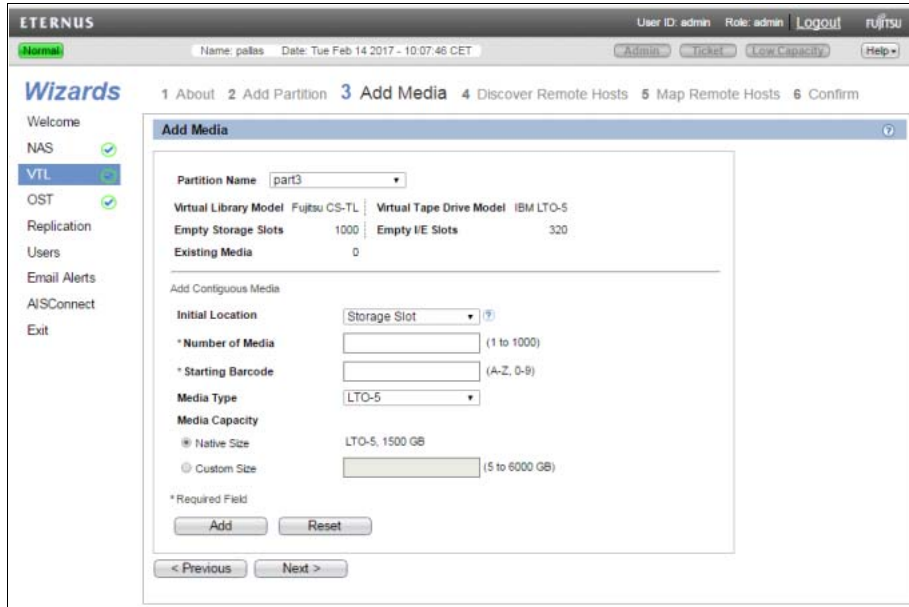 ETERNUS User ID: admin Role: admin Logout FUJITSU
Normal Name: pallas Date: Tue Feb 14 2017 - 10:07:46 CET Admin Ticket Low Capacity Help
Wizards
1 About 2 Add Partition 3 Add Media 4 Discover Remote Hosts 5 Map Remote Hosts 6 Confirm
Welcome
NAS
VTL
OST
Replication
Users
Email Alerts
AISConnect
Exit
Add Media ?
Partition Name part3
Virtual Library Model Fujitsu CS-TL Virtual Tape Drive Model IBM LTO-5
Empty Storage Slots 1000 Empty I/E Slots 320
Existing Media 0
Add Contiguous Media
Initial Location Storage Slot ?
* Number of Media (1 to 1000)
* Starting Barcode (A-Z, 0-9)
Media Type LTO-5
Media Capacity
Native Size LTO-5, 1500 GB
Custom Size (5 to 6000 GB)
* Required Field
Add Reset
< Previous Next >